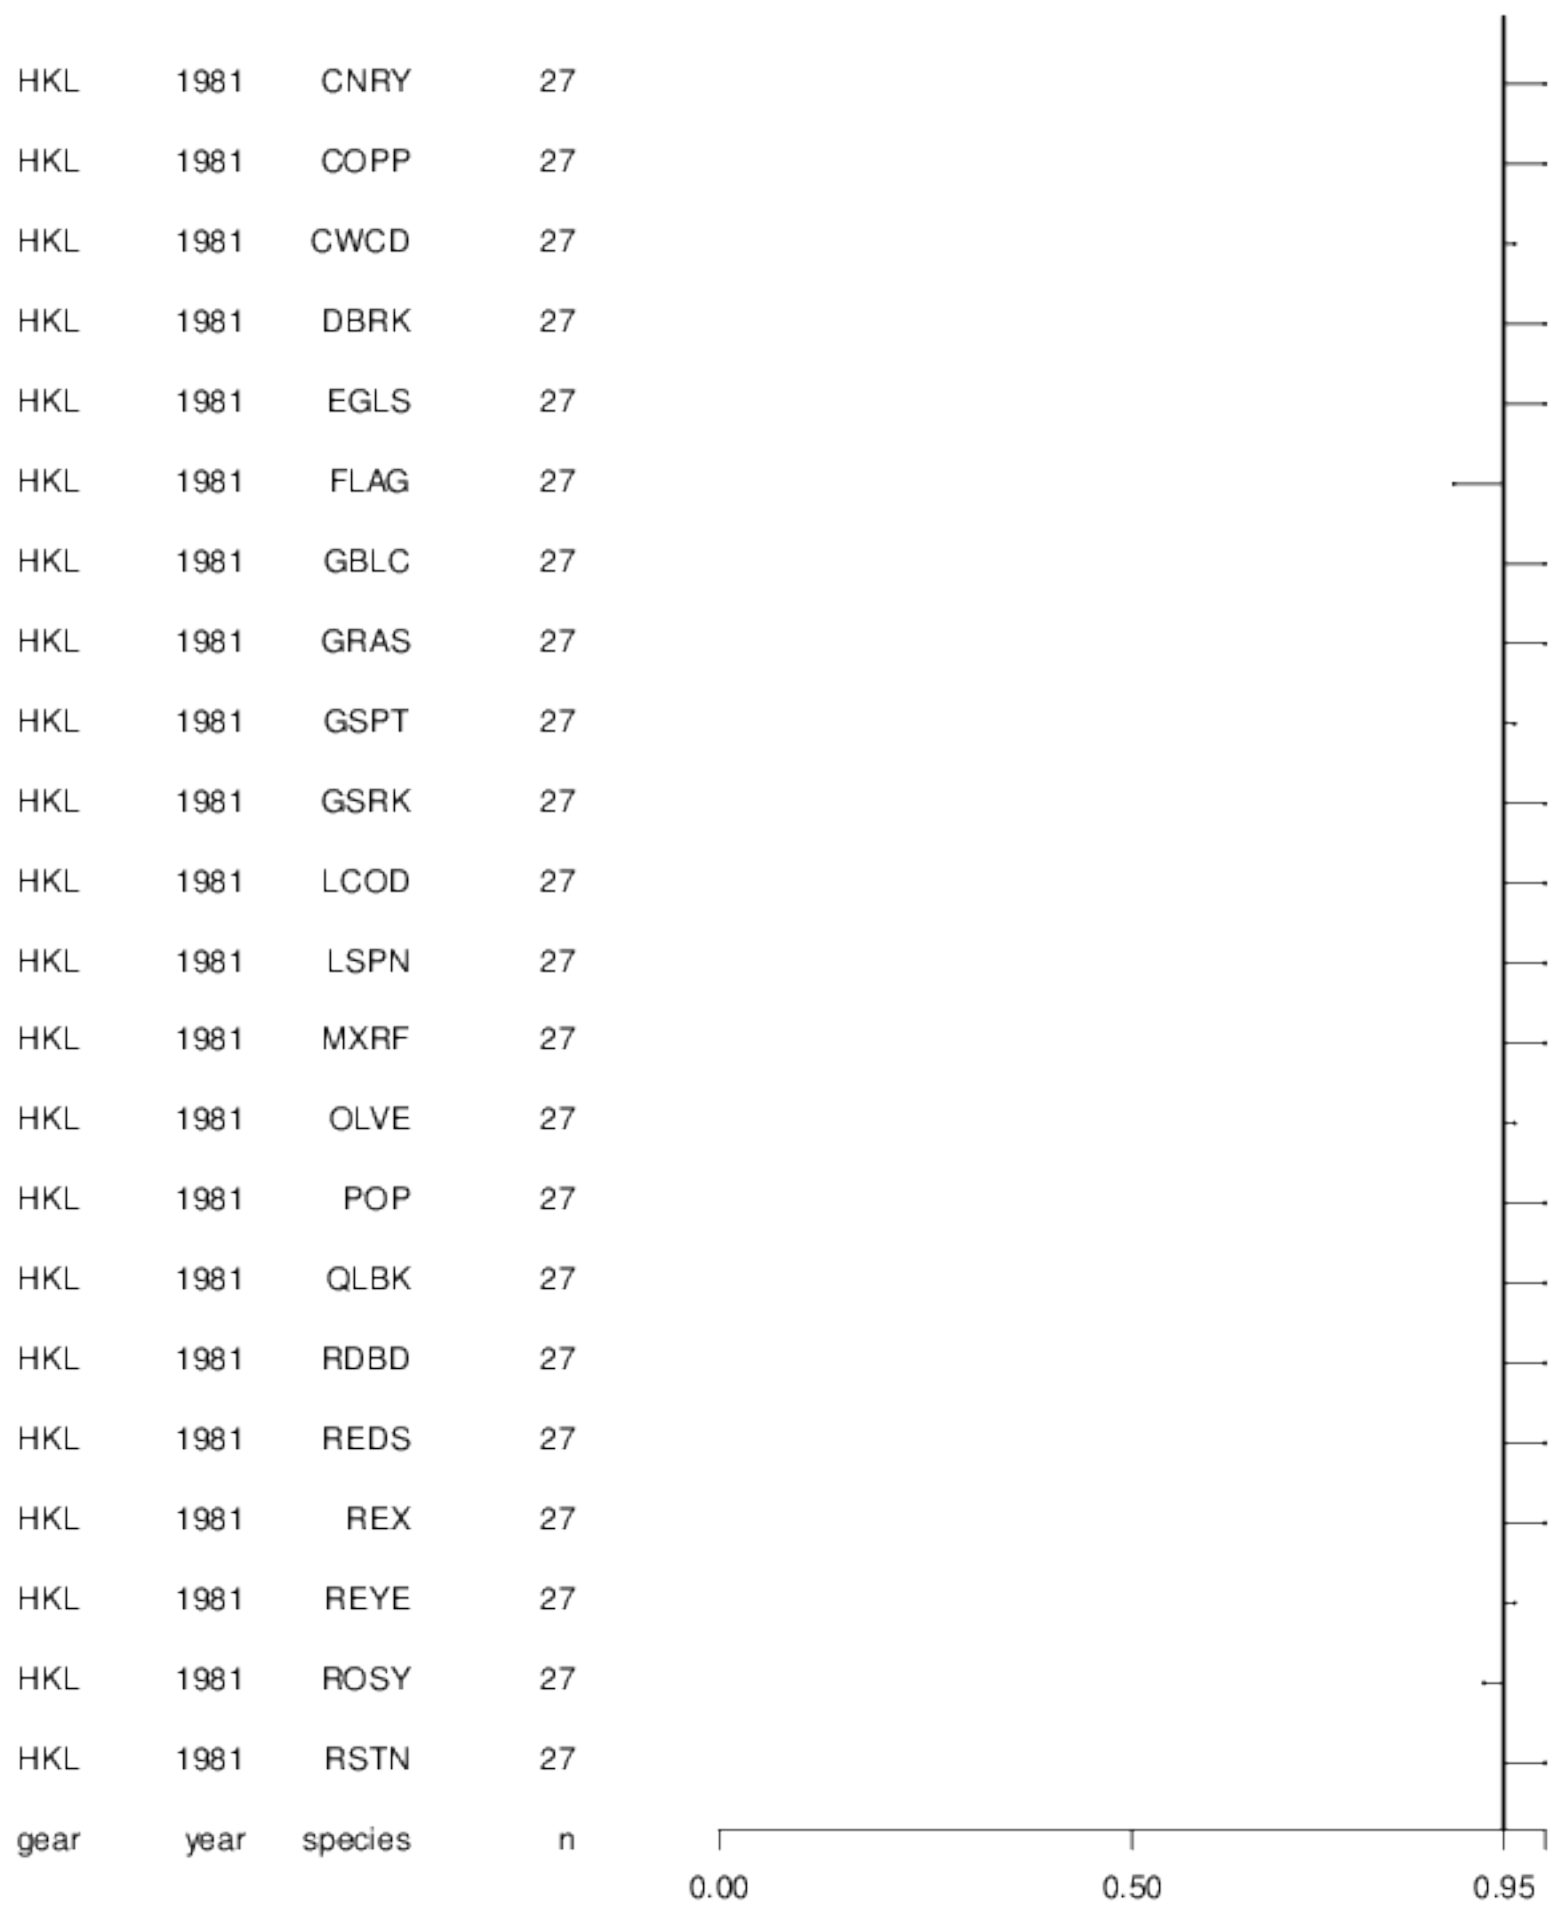 HKL 1981 CNRY 27
HKL 1981 COPP 27
HKL 1981 CWCD 27
HKL 1981 DBRK 27
HKL 1981 EGLS 27
HKL 1981 FLAG 27
HKL 1981 GBLC 27
HKL 1981 GRAS 27
HKL 1981 GSPT 27
HKL 1981 GSRK 27
HKL 1981 LCOD 27
HKL 1981 LSPN 27
HKL 1981 MXRF 27
HKL 1981 OLVE 27
HKL 1981 POP 27
HKL 1981 QLBK 27
HKL 1981 RDBD 27
HKL 1981 REDS 27
HKL 1981 REX 27
HKL 1981 REYE 27
HKL 1981 ROSY 27
HKL 1981 RSTN 27
gear year species n
0.00 0.50 0.95